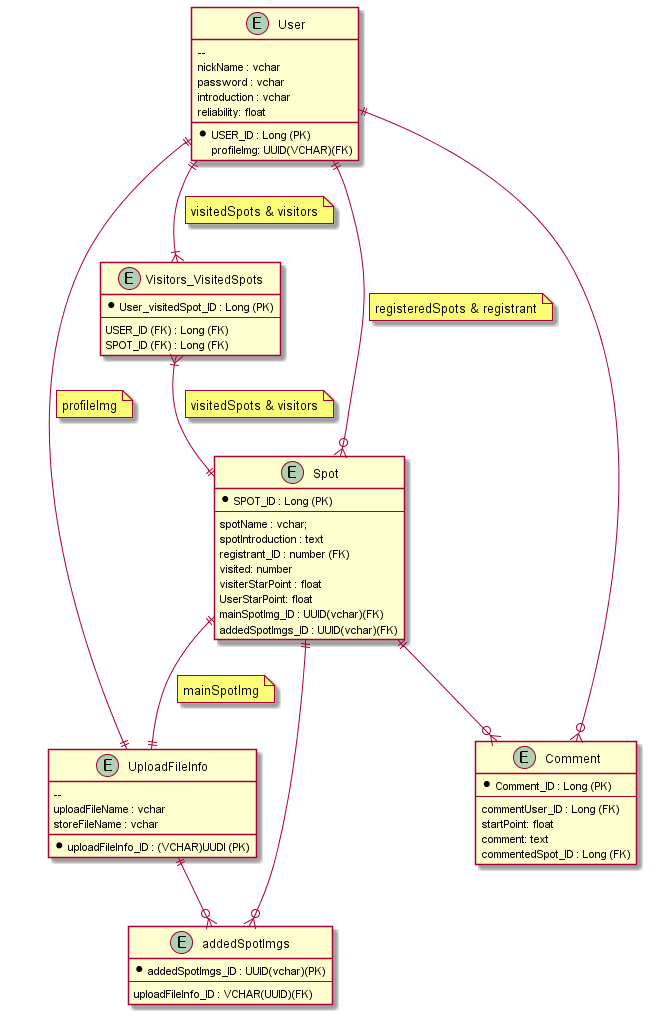 E User
--
nickName : vchar
password : vchar
introduction : vchar
reliability: float
USER_ID : Long (PK)
profileImg: UUID(VCHAR)(FK)
visitedSpots & visitors
E Visitors_VisitedSpots
User_visitedSpot_ID : Long (PK)
USER_ID (FK) : Long (FK)
SPOT_ID (FK) : Long (FK)
registeredSpots & registrant
profileImg
visitedSpots & visitors
E Spot
SPOT_ID : Long (PK)
spotName : vchar;
spotIntroduction : text
registrant_ID : number (FK)
visited: number
visiterStarPoint : float
UserStarPoint: float
mainSpotImg_ID : UUID(vchar)(FK)
addedSpotImgs_ID : UUID(vchar)(FK)
mainSpotImg
E UploadFileInfo
--
uploadFileName : vchar
storeFileName : vchar
uploadFileInfo_ID : (VCHAR)UUDI (PK)
E Comment
Comment_ID : Long (PK)
commentUser_ID : Long (FK)
startPoint: float
comment: text
commentedSpot_ID : Long (FK)
E addedSpotImgs
addedSpotImgs_ID : UUID(vchar)(PK)
uploadFileInfo_ID : VCHAR(UUID)(FK)